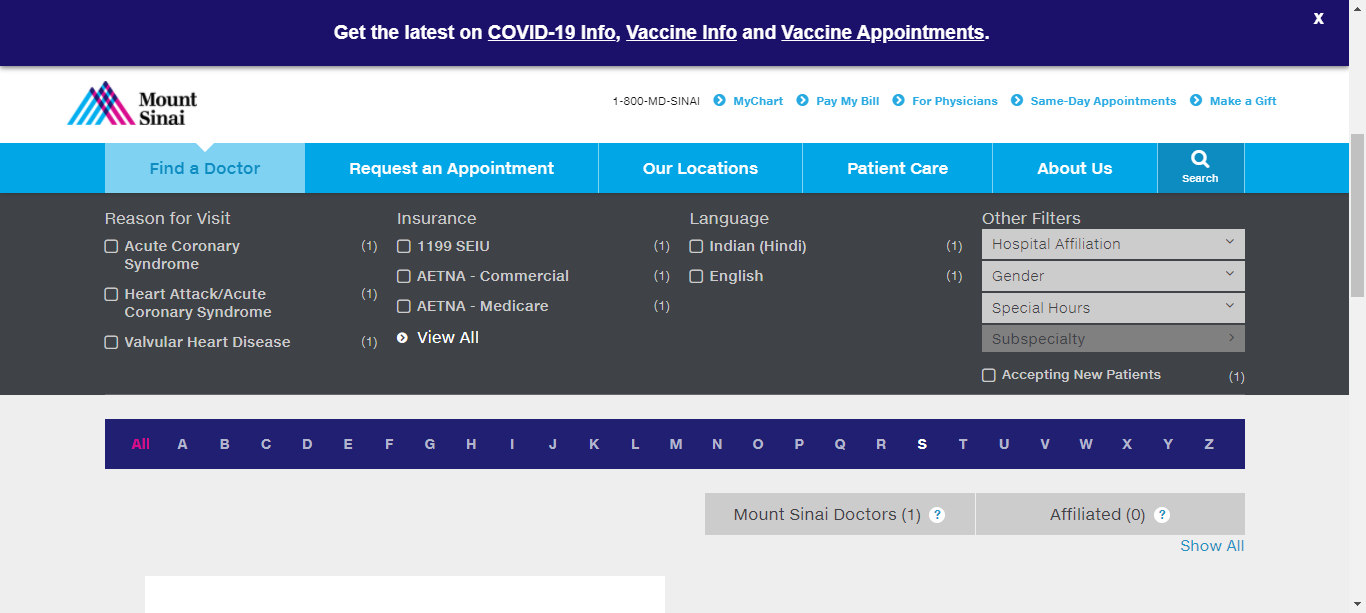 Get the latest on COVID-19 Info, Vaccine Info and Vaccine Appointments.
X
Mount
Sinai
1-800-MD-SINAI MyChart Pay My Bill For Physicians Same-Day Appointments Make a Gift
Find a Doctor Request an Appointment Our Locations Patient Care About Us Search
Reason for Visit
Acute Coronary (1)
Syndrome
Heart Attack/Acute (1)
Coronary Syndrome
Valvular Heart Disease (1)
Insurance
1199 SEIU (1)
AETNA - Commercial (1)
AETNA - Medicare (1)
View All
Language
Indian (Hindi) (1)
English (1)
Other Filters
Hospital Affiliation
Gender
Special Hours
Subspecialty
Accepting New Patients (1)
All A B C D E F G H I J K L M N O P Q R S T U V W X Y Z
Mount Sinai Doctors (1) ? Affiliated (0) ?
Show All